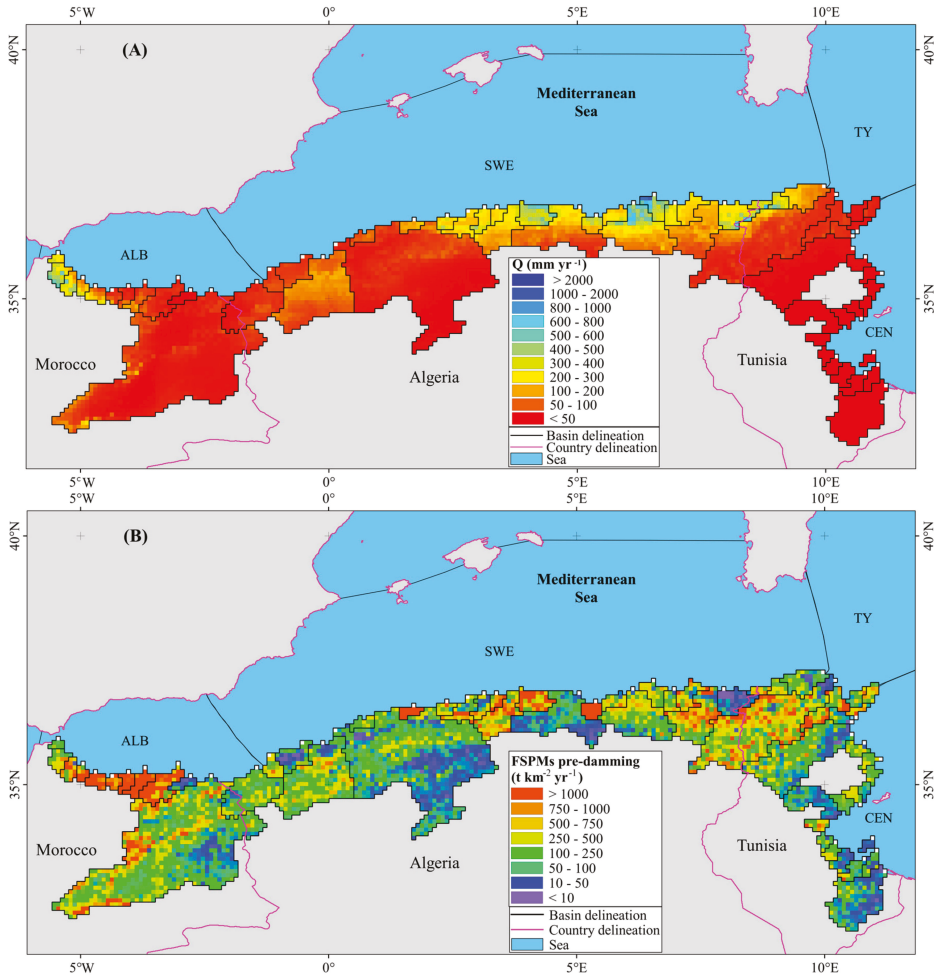 5°W 0° 5°E 10°E
40°N (A) 40°N
Mediterranean
Sea
TY
SWE
ALB
35°N 35°N
CEN
Morocco
Algeria
Tunisia
Q (mm yr⁻¹)
> 2000
1000 - 2000
800 - 1000
600 - 800
500 - 600
400 - 500
300 - 400
200 - 300
100 - 200
50 - 100
< 50
Basin delineation
Country delineation
Sea
5°W 0° 5°E 10°E
40°N (B) 40°N
Mediterranean
Sea
TY
SWE
ALB
35°N 35°N
CEN
Morocco
Algeria
Tunisia
FSPMs pre-damming
(t km⁻² yr⁻¹)
> 1000
750 - 1000
500 - 750
250 - 500
100 - 250
50 - 100
10 - 50
< 10
Basin delineation
Country delineation
Sea
5°W 0° 5°E 10°E